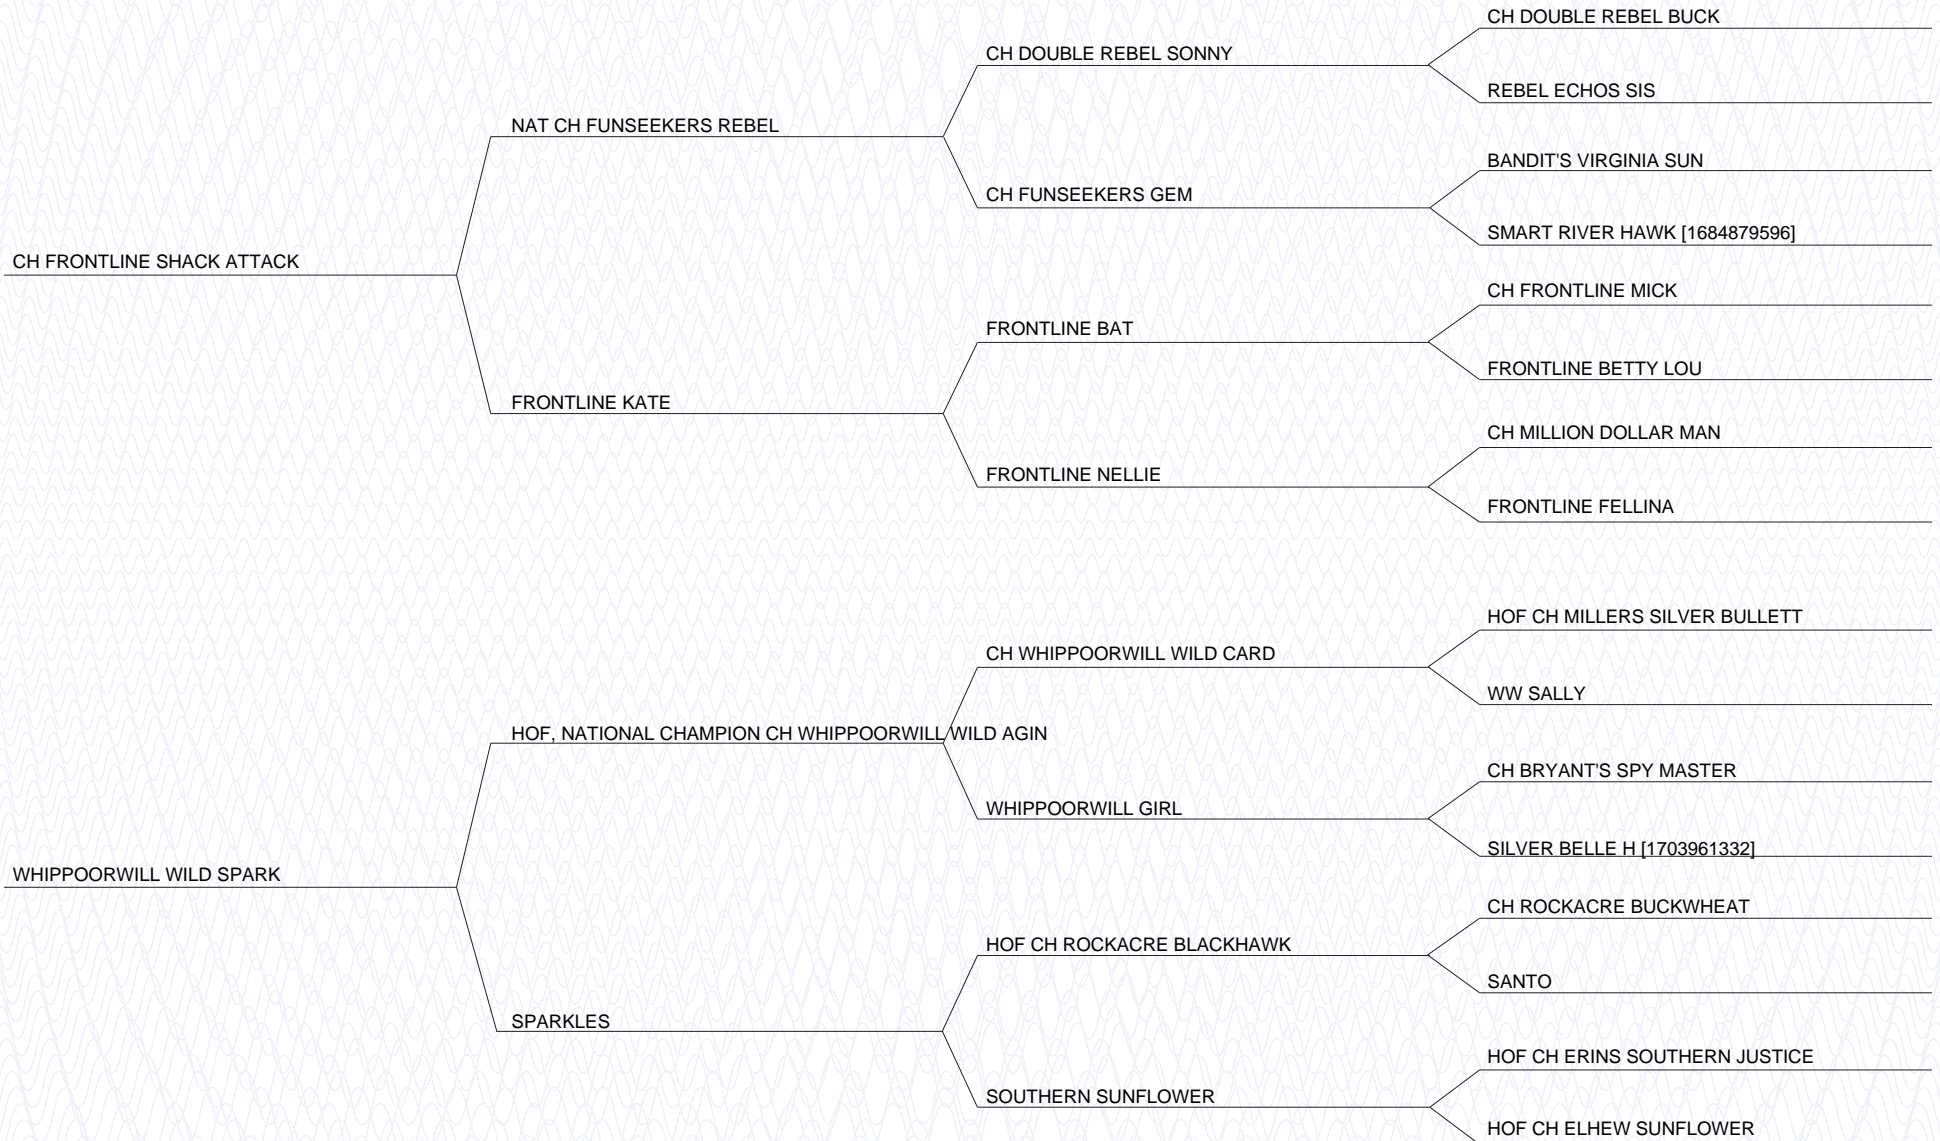 CH DOUBLE REBEL BUCK
CH DOUBLE REBEL SONNY
REBEL ECHOS SIS
NAT CH FUNSEEKERS REBEL
BANDIT'S VIRGINIA SUN
CH FUNSEEKERS GEM
SMART RIVER HAWK [1684879596]
CH FRONTLINE SHACK ATTACK
CH FRONTLINE MICK
FRONTLINE BAT
FRONTLINE BETTY LOU
FRONTLINE KATE
CH MILLION DOLLAR MAN
FRONTLINE NELLIE
FRONTLINE FELLINA
HOF CH MILLERS SILVER BULLETT
CH WHIPPOORWILL WILD CARD
WW SALLY
HOF, NATIONAL CHAMPION CH WHIPPOORWILL WILD AGIN
CH BRYANT'S SPY MASTER
WHIPPOORWILL GIRL
SILVER BELLE H [1703961332]
WHIPPOORWILL WILD SPARK
CH ROCKACRE BUCKWHEAT
HOF CH ROCKACRE BLACKHAWK
SANTO
SPARKLES
HOF CH ERINS SOUTHERN JUSTICE
SOUTHERN SUNFLOWER
HOF CH ELHEW SUNFLOWER